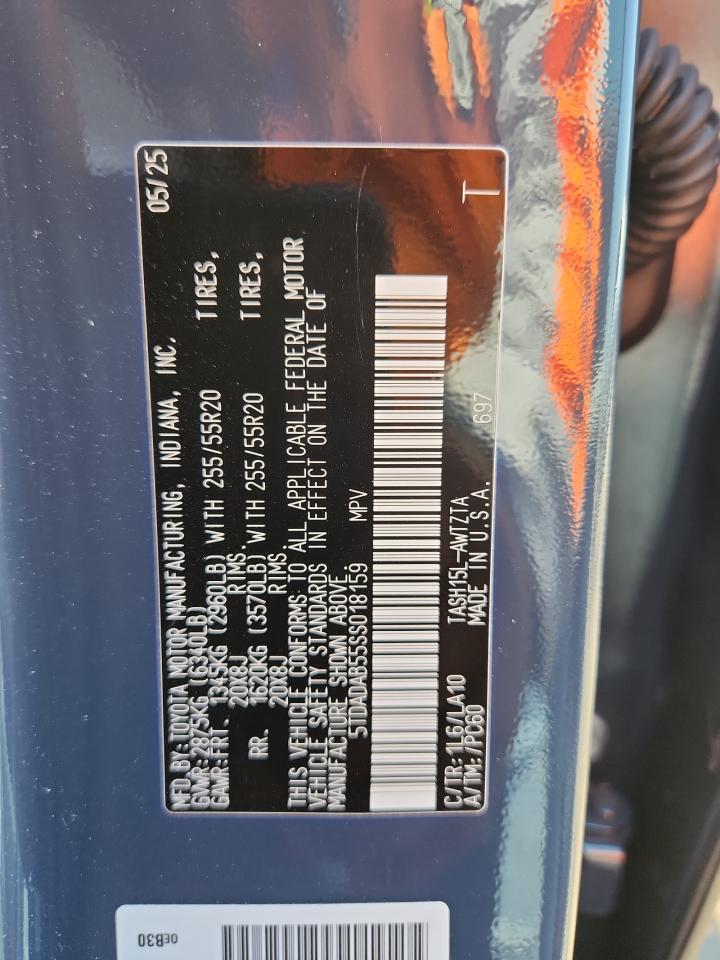 MFD BY: TOYOTA MOTOR MANUFACTURING, INDIANA, INC. 05/25
GVWR:2875KG (6340LB)
GAWR:FRT. 1345KG (2960LB) WITH 255/55R20 TIRES,
20X8J RIMS.
RR. 1620KG (3570LB) WITH 255/55R20 TIRES,
20X8J RIMS.
THIS VEHICLE CONFORMS TO ALL APPLICABLE FEDERAL MOTOR
VEHICLE SAFETY STANDARDS IN EFFECT ON THE DATE OF
MANUFACTURE SHOWN ABOVE.
5TDADAB55SS018159 MPV
C/TR: 1L6/LA10 TASH15L-AWTZTA 697 T
A/TM: /PC60 MADE IN U.S.A.
0EB30